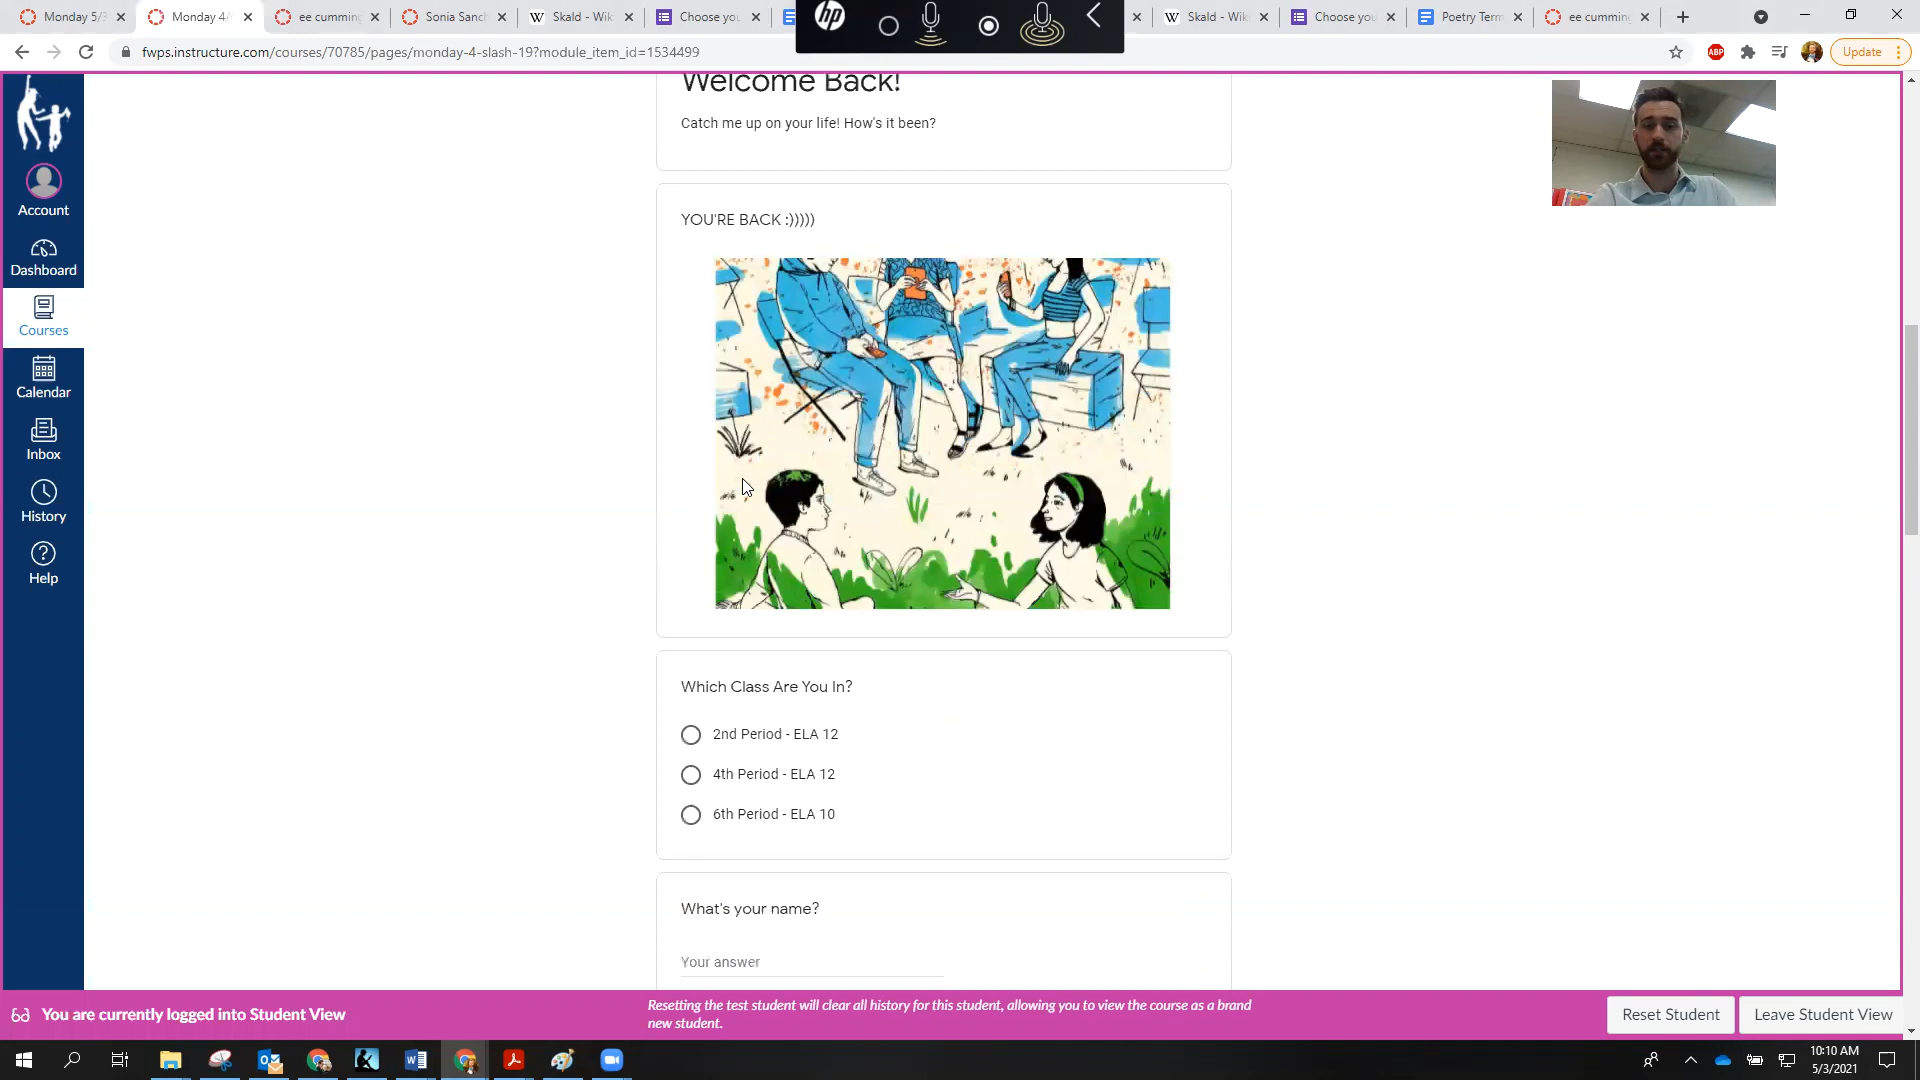 Monday 5/3
Monday 4/
ee cumming
Sonia Sanch
Skald - Wik
Choose you
hp
Skald - Wik
Choose you
Poetry Term
ee cumming
fwps.instructure.com/courses/70785/pages/monday-4-slash-19?module_item_id=1534499
ABP
Update
Welcome Back!
Catch me up on your life! How's it been?
YOU'RE BACK :)))))
Account
Dashboard
Courses
Calendar
Inbox
History
Help
Which Class Are You In?
2nd Period - ELA 12
4th Period - ELA 12
6th Period - ELA 10
What's your name?
Your answer
You are currently logged into Student View
Resetting the test student will clear all history for this student, allowing you to view the course as a brand
new student.
Reset Student
Leave Student View
10:10 AM
5/3/2021